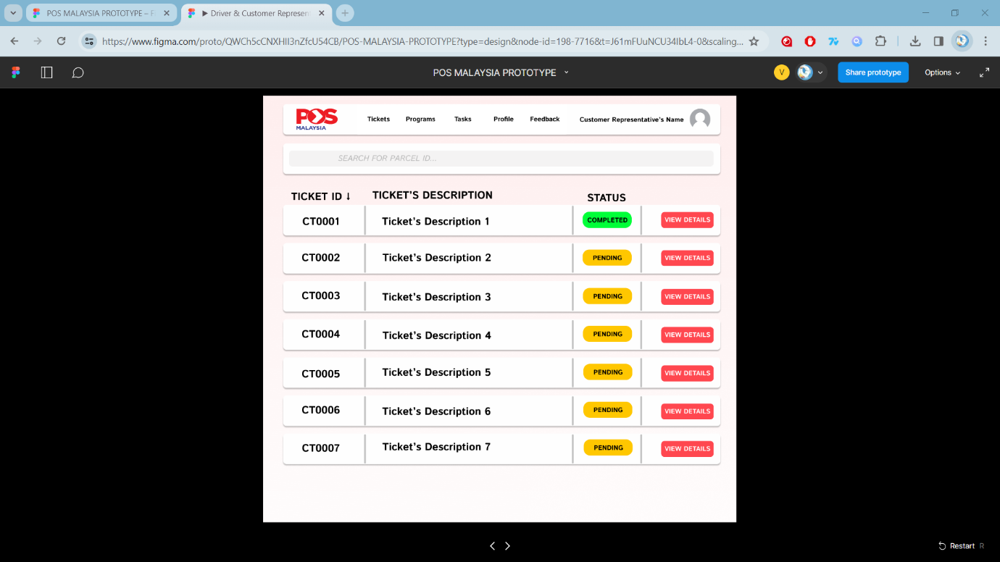 POS MALAYSIA PROTOTYPE – F
Driver & Customer Represen
https://www.figma.com/proto/QWCh5cCNXHII3nZfcU54CB/POS-MALAYSIA-PROTOTYPE?type=design&node-id=198-7716&t=J61mFUuNCU34IbL4-0&scaling...
POS MALAYSIA PROTOTYPE
V
Share prototype
Options
POS
MALAYSIA
Tickets
Programs
Tasks
Profile
Feedback
Customer Representative's Name
SEARCH FOR PARCEL ID...
TICKET ID ↓
TICKET'S DESCRIPTION
STATUS
CT0001
Ticket's Description 1
COMPLETED
VIEW DETAILS
CT0002
Ticket's Description 2
PENDING
VIEW DETAILS
CT0003
Ticket's Description 3
PENDING
VIEW DETAILS
CT0004
Ticket's Description 4
PENDING
VIEW DETAILS
CT0005
Ticket's Description 5
PENDING
VIEW DETAILS
CT0006
Ticket's Description 6
PENDING
VIEW DETAILS
CT0007
Ticket's Description 7
PENDING
VIEW DETAILS
Restart R